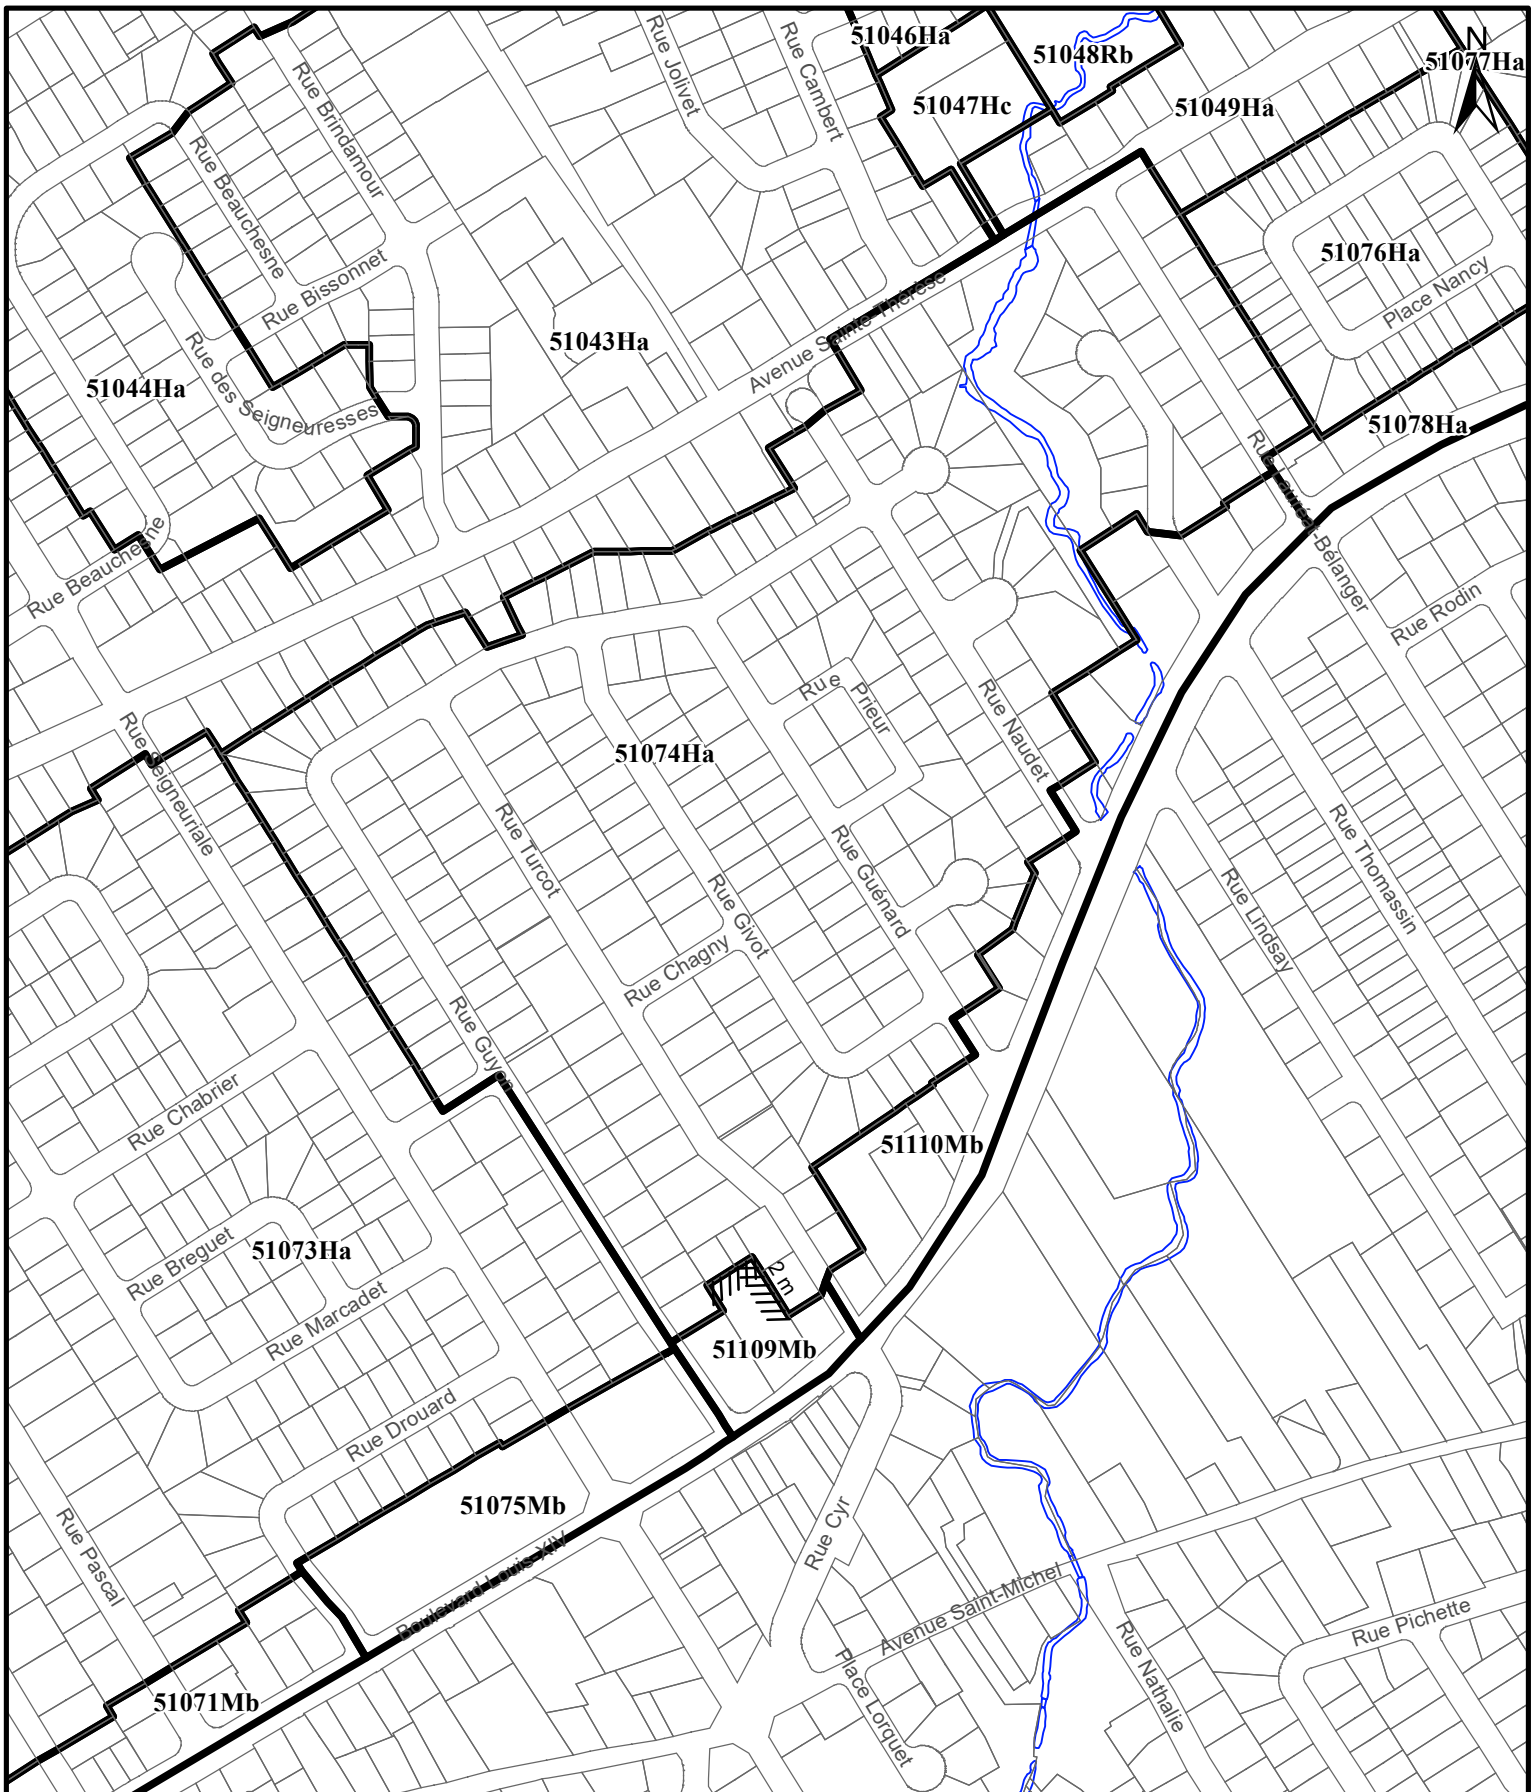 51046Ha
51048Rb
N
51077Ha
Rue Jolivet
Rue Cambert
Rue Brindamour
51047Hc
51049Ha
Rue Beauchesne
51076Ha
Rue Bissonnet
Place Nancy
Avenue Sainte-Thérèse
51043Ha
51044Ha
Rue des Seigneuresses
51078Ha
Rue Lauréat-Bélanger
Rue Beauchesne
Rue Rodin
Rue Prieur
Rue Naudet
51074Ha
Rue Seigneuriale
Rue Turcot
Rue Guénard
Rue Thomassin
Rue Givot
Rue Lindsay
Rue Chagny
Rue Guyon
Rue Chabrier
51110Mb
Rue Breguet
51073Ha
Rue Marcadet
2 m
51109Mb
Rue Drouard
51075Mb
Rue Pascal
Boulevard Louis-XIV
Rue Cyr
Avenue Saint-Michel
Rue Pichette
Rue Nathalie
Place Lorquet
51071Mb